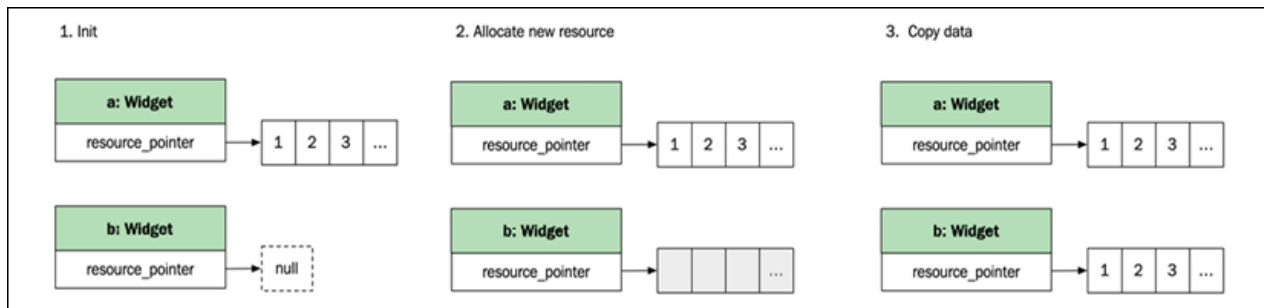 1. Init
a: Widget
resource_pointer
1 2 3 ...
b: Widget
resource_pointer
null
2. Allocate new resource
a: Widget
resource_pointer
1 2 3 ...
b: Widget
resource_pointer
...
3. Copy data
a: Widget
resource_pointer
1 2 3 ...
b: Widget
resource_pointer
1 2 3 ...